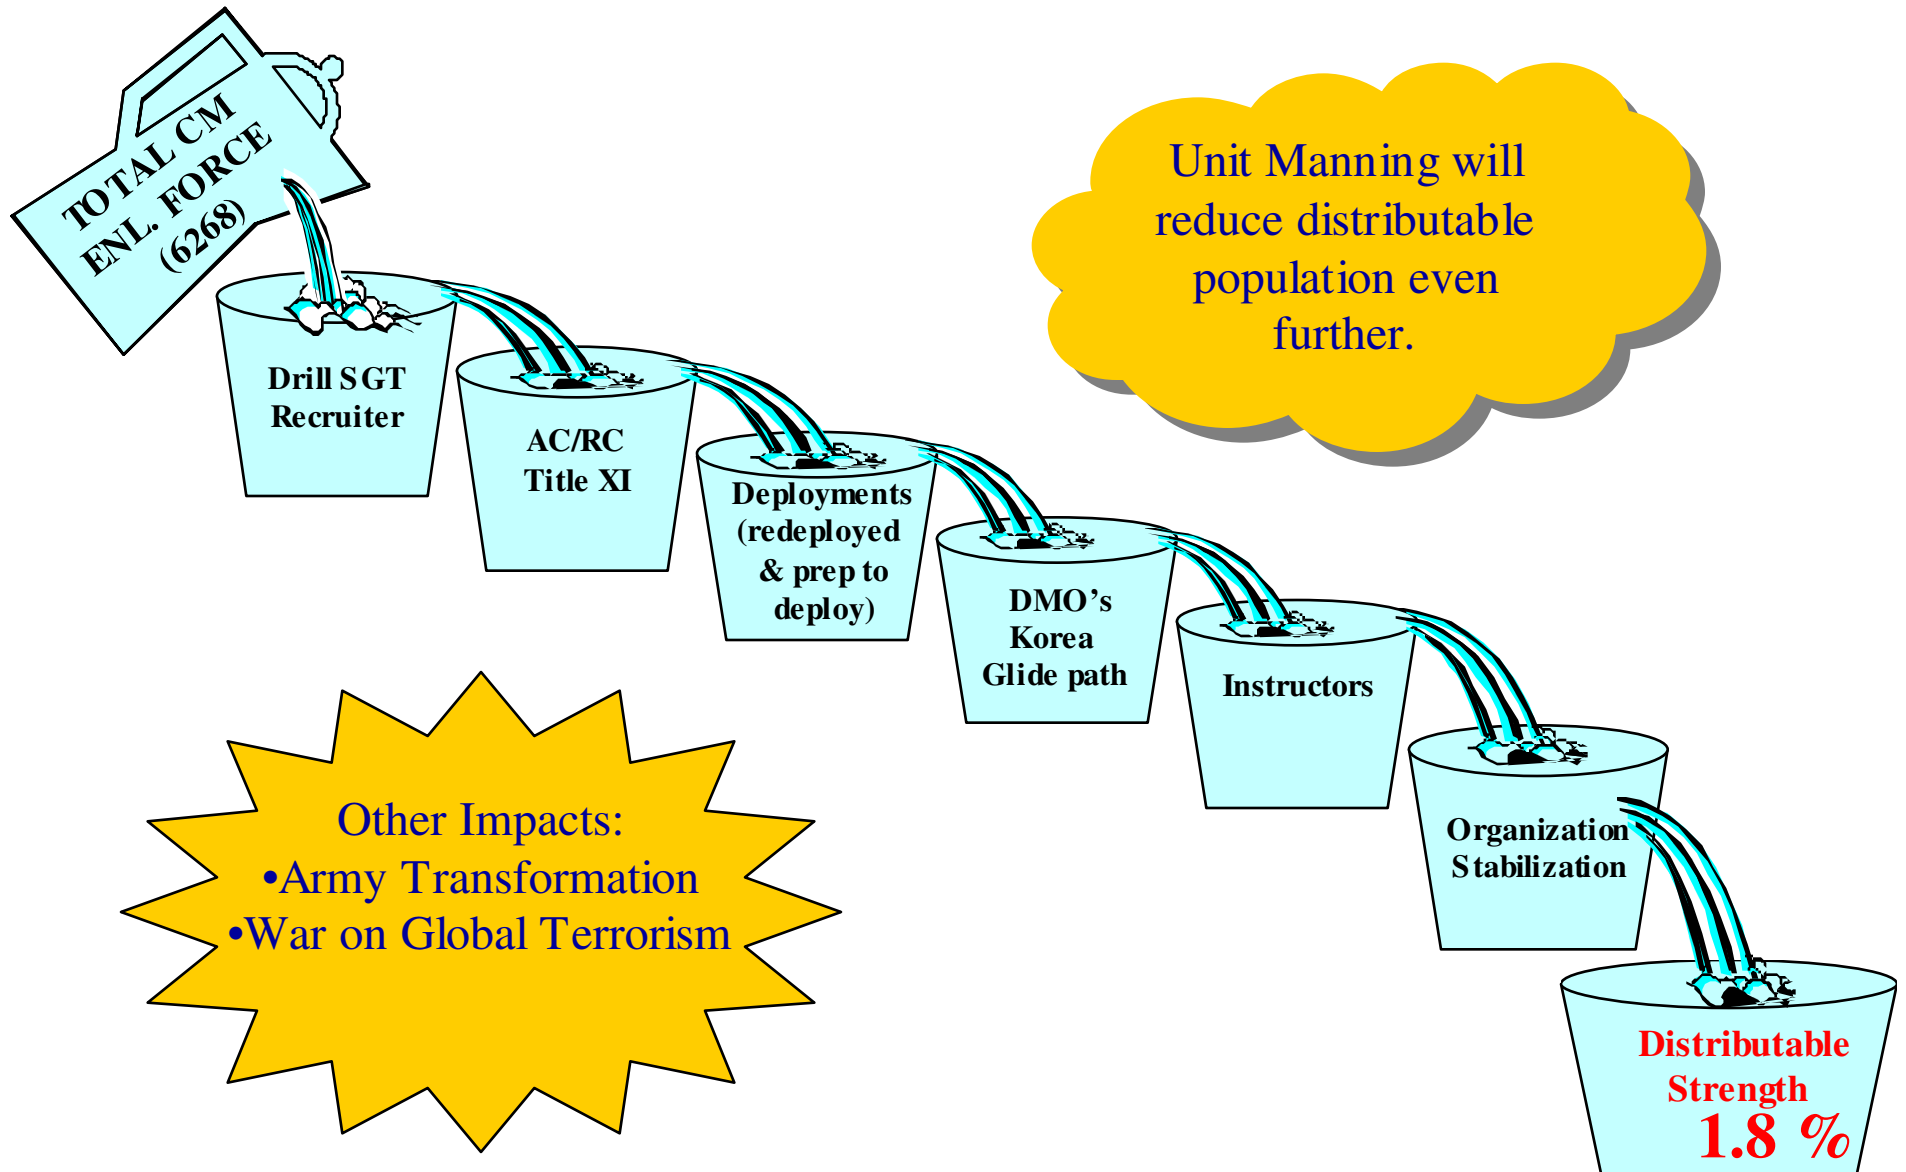 TOTAL CM
ENL. FORCE
(6268)
Unit Manning will
reduce distributable
population even
further.
Drill SGT
Recruiter
AC/RC
Title XI
Deployments
(redeployed
& prep to
deploy)
DMO’s
Korea
Glide path
Instructors
Organization
Stabilization
Other Impacts:
•Army Transformation
•War on Global Terrorism
Distributable
Strength
1.8 %